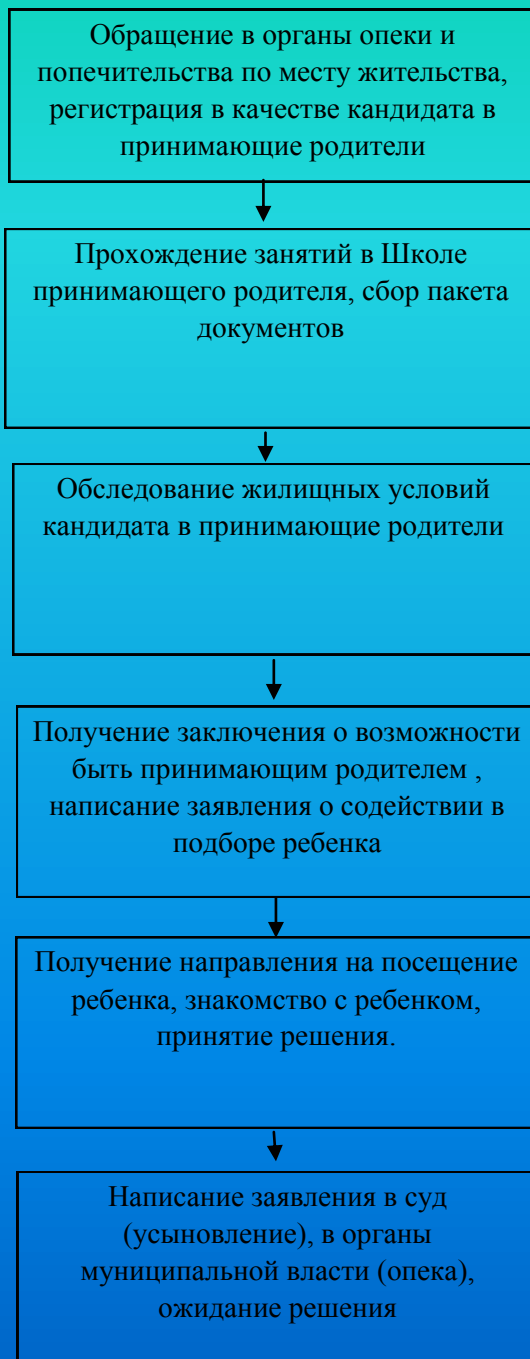 Обращение в органы опеки и
попечительства по месту жительства,
регистрация в качестве кандидата в
принимающие родители
Прохождение занятий в Школе
принимающего родителя, сбор пакета
документов
Обследование жилищных условий
кандидата в принимающие родители
Получение заключения о возможности
быть принимающим родителем ,
написание заявления о содействии в
подборе ребенка
Получение направления на посещение
ребенка, знакомство с ребенком,
принятие решения.
Написание заявления в суд
(усыновление), в органы
муниципальной власти (опека),
ожидание решения